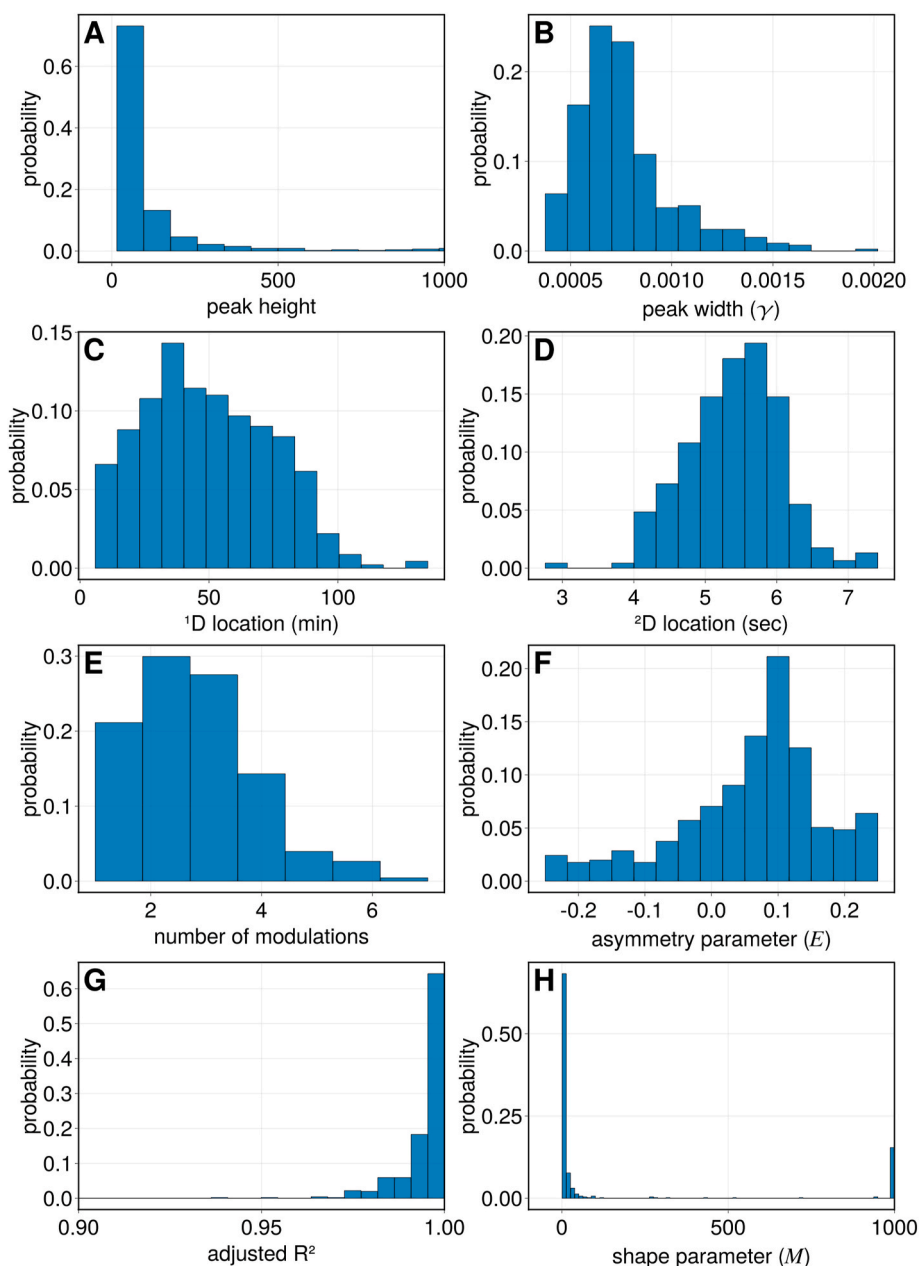 A
probability
0.6
0.4
0.2
0.0
0
500
1000
peak height
B
probability
0.2
0.1
0.0
0.0005
0.0010
0.0015
0.0020
peak width (γ)
C
probability
0.15
0.10
0.05
0.00
0
50
100
¹D location (min)
D
probability
0.20
0.15
0.10
0.05
0.00
3
4
5
6
7
²D location (sec)
E
probability
0.3
0.2
0.1
0.0
2
4
6
number of modulations
F
probability
0.20
0.15
0.10
0.05
0.00
-0.2
-0.1
0.0
0.1
0.2
asymmetry parameter (E)
G
probability
0.6
0.5
0.4
0.3
0.2
0.1
0.0
0.90
0.95
1.00
adjusted R²
H
probability
0.50
0.25
0.00
0
500
1000
shape parameter (M)